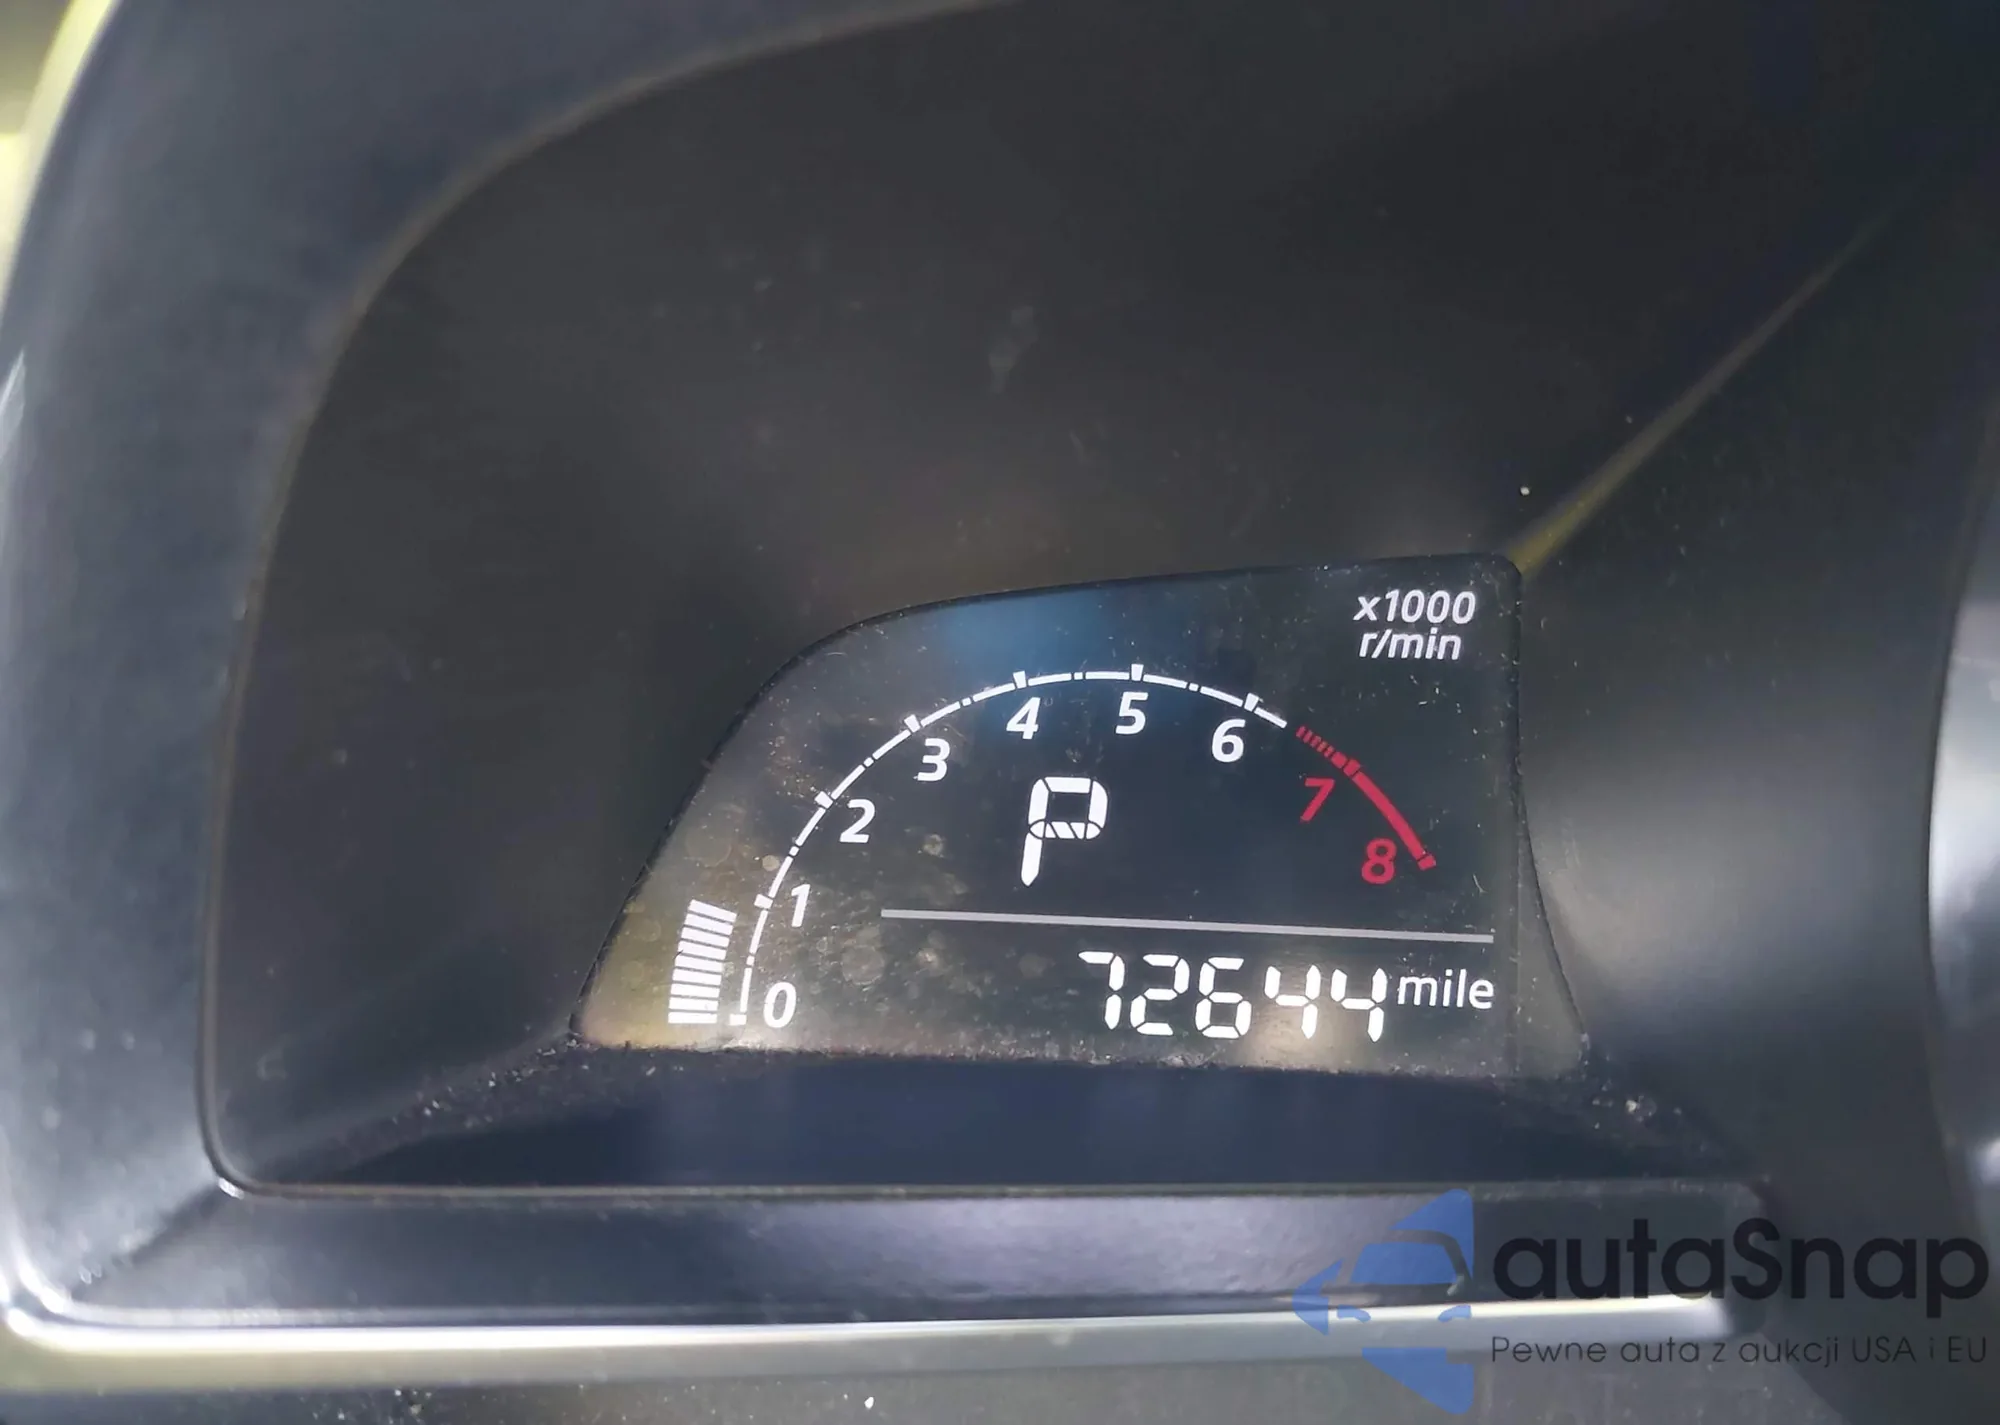 x1000
r/min
0
1
2
3
4
5
6
7
8
P
72644 mile
autaSnap
Pewne auta z aukcji USA i EU